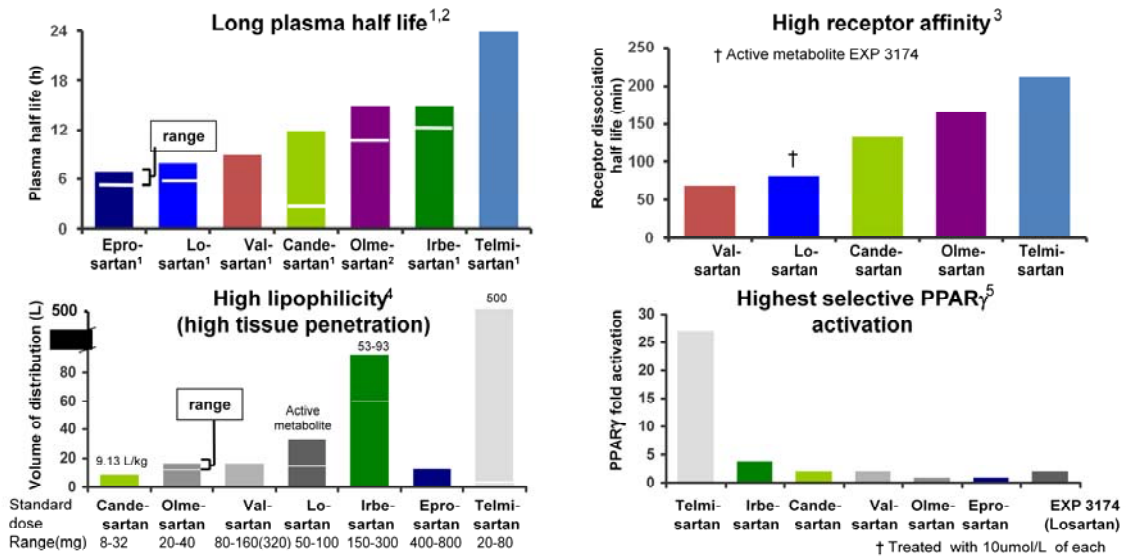 Long plasma half life1,2
Plasma half life (h)
24
18
12
6
0
range
Epro- Lo- Val- Cande- Olme- Irbe- Telmi-
sartan1 sartan1 sartan1 sartan1 sartan2 sartan1 sartan1
High receptor affinity3
† Active metabolite EXP 3174
Receptor dissociation
half life (min)
250
200
150
100
50
0
†
Val- Lo- Cande- Olme- Telmi-
sartan sartan sartan sartan sartan
High lipophilicity4
(high tissue penetration)
Volume of distribution (L)
500
80
60
40
20
0
9.13 L/kg
range
Active
metabolite
53-93
500
Standard Cande- Olme- Val- Lo- Irbe- Epro- Telmi-
dose sartan sartan sartan sartan sartan sartan sartan
Range(mg) 8-32 20-40 80-160(320) 50-100 150-300 400-800 20-80
Highest selective PPARγ5
activation
PPARγ fold activation
30
25
20
15
10
5
0
Telmi- Irbe- Cande- Val- Olme- Epro- EXP 3174
sartan sartan sartan sartan sartan sartan (Losartan)
† Treated with 10umol/L of each